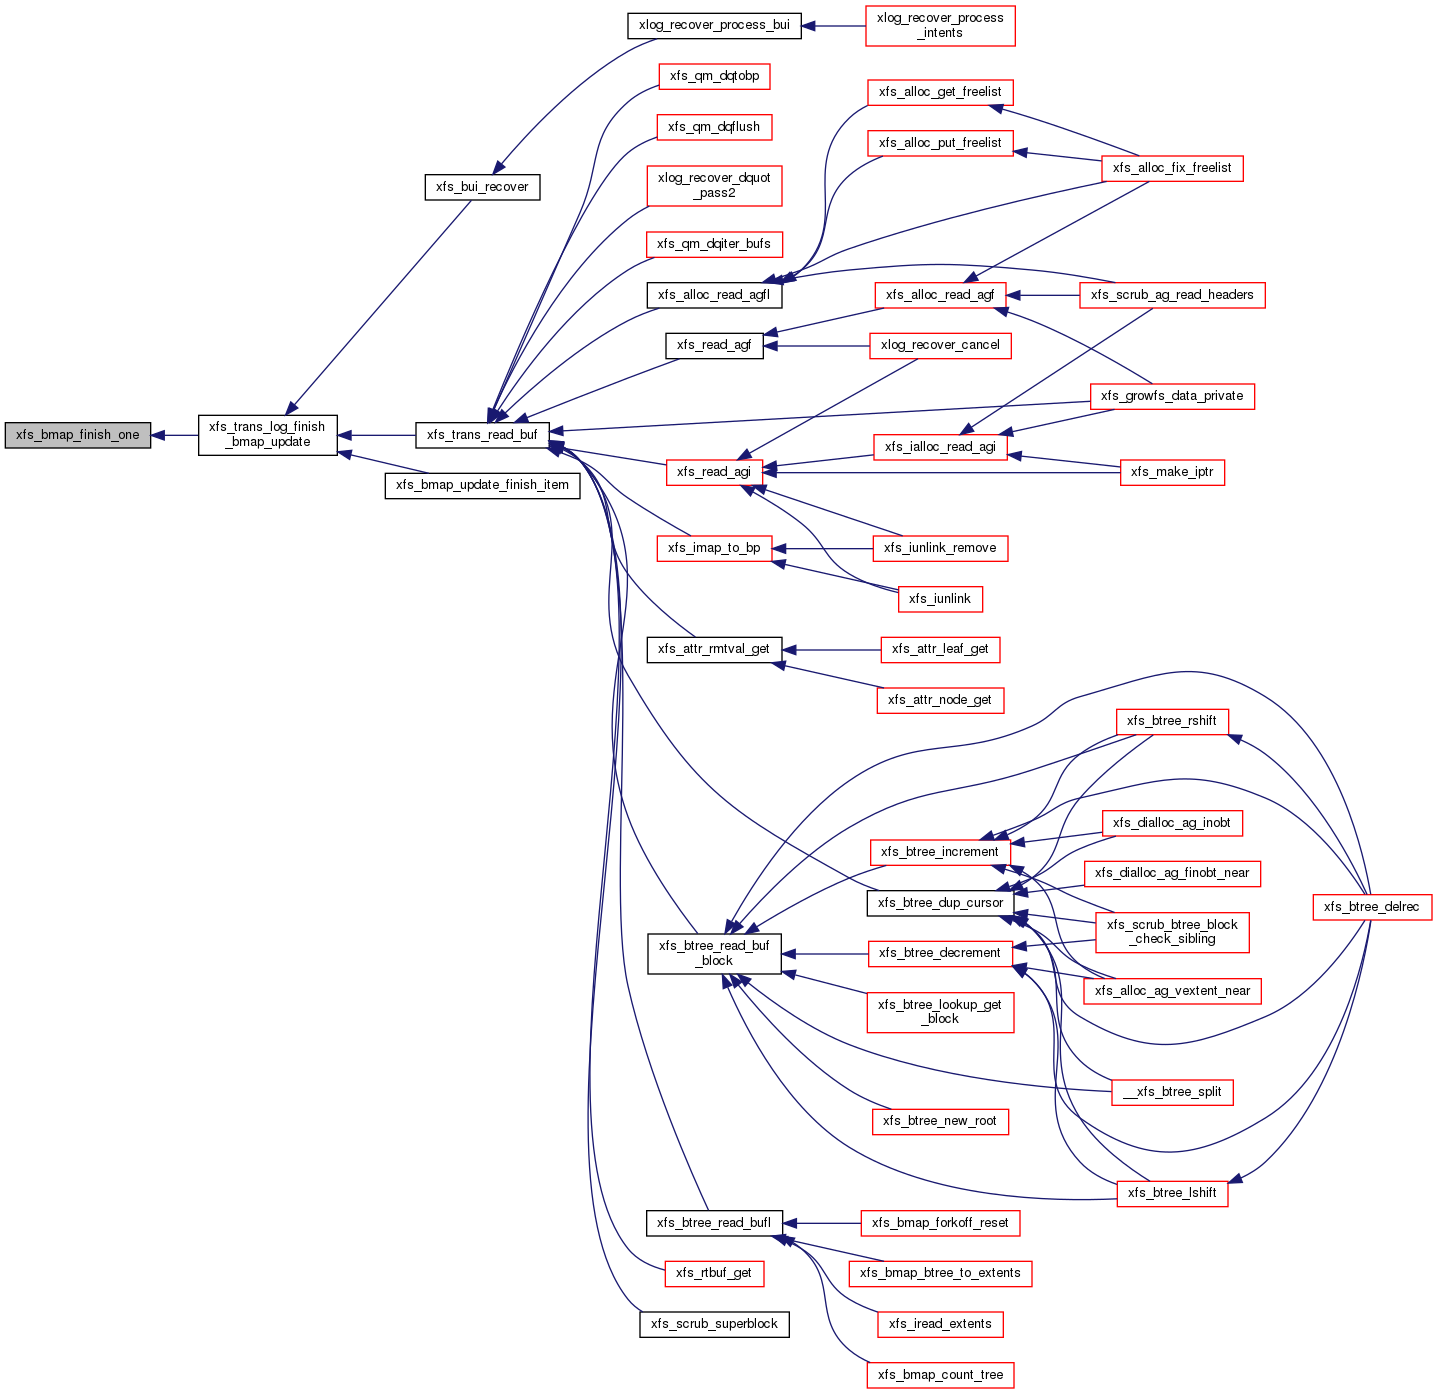 xlog_recover_process_bui
xlog_recover_process
_intents
xfs_qm_dqtobp
xfs_alloc_get_freelist
xfs_qm_dqflush
xfs_alloc_put_freelist
xfs_alloc_fix_freelist
xfs_bui_recover
xlog_recover_dquot
_pass2
xfs_qm_dqiter_bufs
xfs_alloc_read_agfl
xfs_alloc_read_agf
xfs_scrub_ag_read_headers
xfs_read_agf
xlog_recover_cancel
xfs_growfs_data_private
xfs_bmap_finish_one
xfs_trans_log_finish
_bmap_update
xfs_trans_read_buf
xfs_ialloc_read_agi
xfs_read_agi
xfs_make_iptr
xfs_bmap_update_finish_item
xfs_imap_to_bp
xfs_iunlink_remove
xfs_iunlink
xfs_attr_rmtval_get
xfs_attr_leaf_get
xfs_attr_node_get
xfs_btree_rshift
xfs_dialloc_ag_inobt
xfs_btree_increment
xfs_dialloc_ag_finobt_near
xfs_btree_dup_cursor
xfs_btree_delrec
xfs_scrub_btree_block
_check_sibling
xfs_btree_read_buf
_block
xfs_btree_decrement
xfs_alloc_ag_vextent_near
xfs_btree_lookup_get
_block
__xfs_btree_split
xfs_btree_new_root
xfs_btree_lshift
xfs_btree_read_bufl
xfs_bmap_forkoff_reset
xfs_rtbuf_get
xfs_bmap_btree_to_extents
xfs_scrub_superblock
xfs_iread_extents
xfs_bmap_count_tree